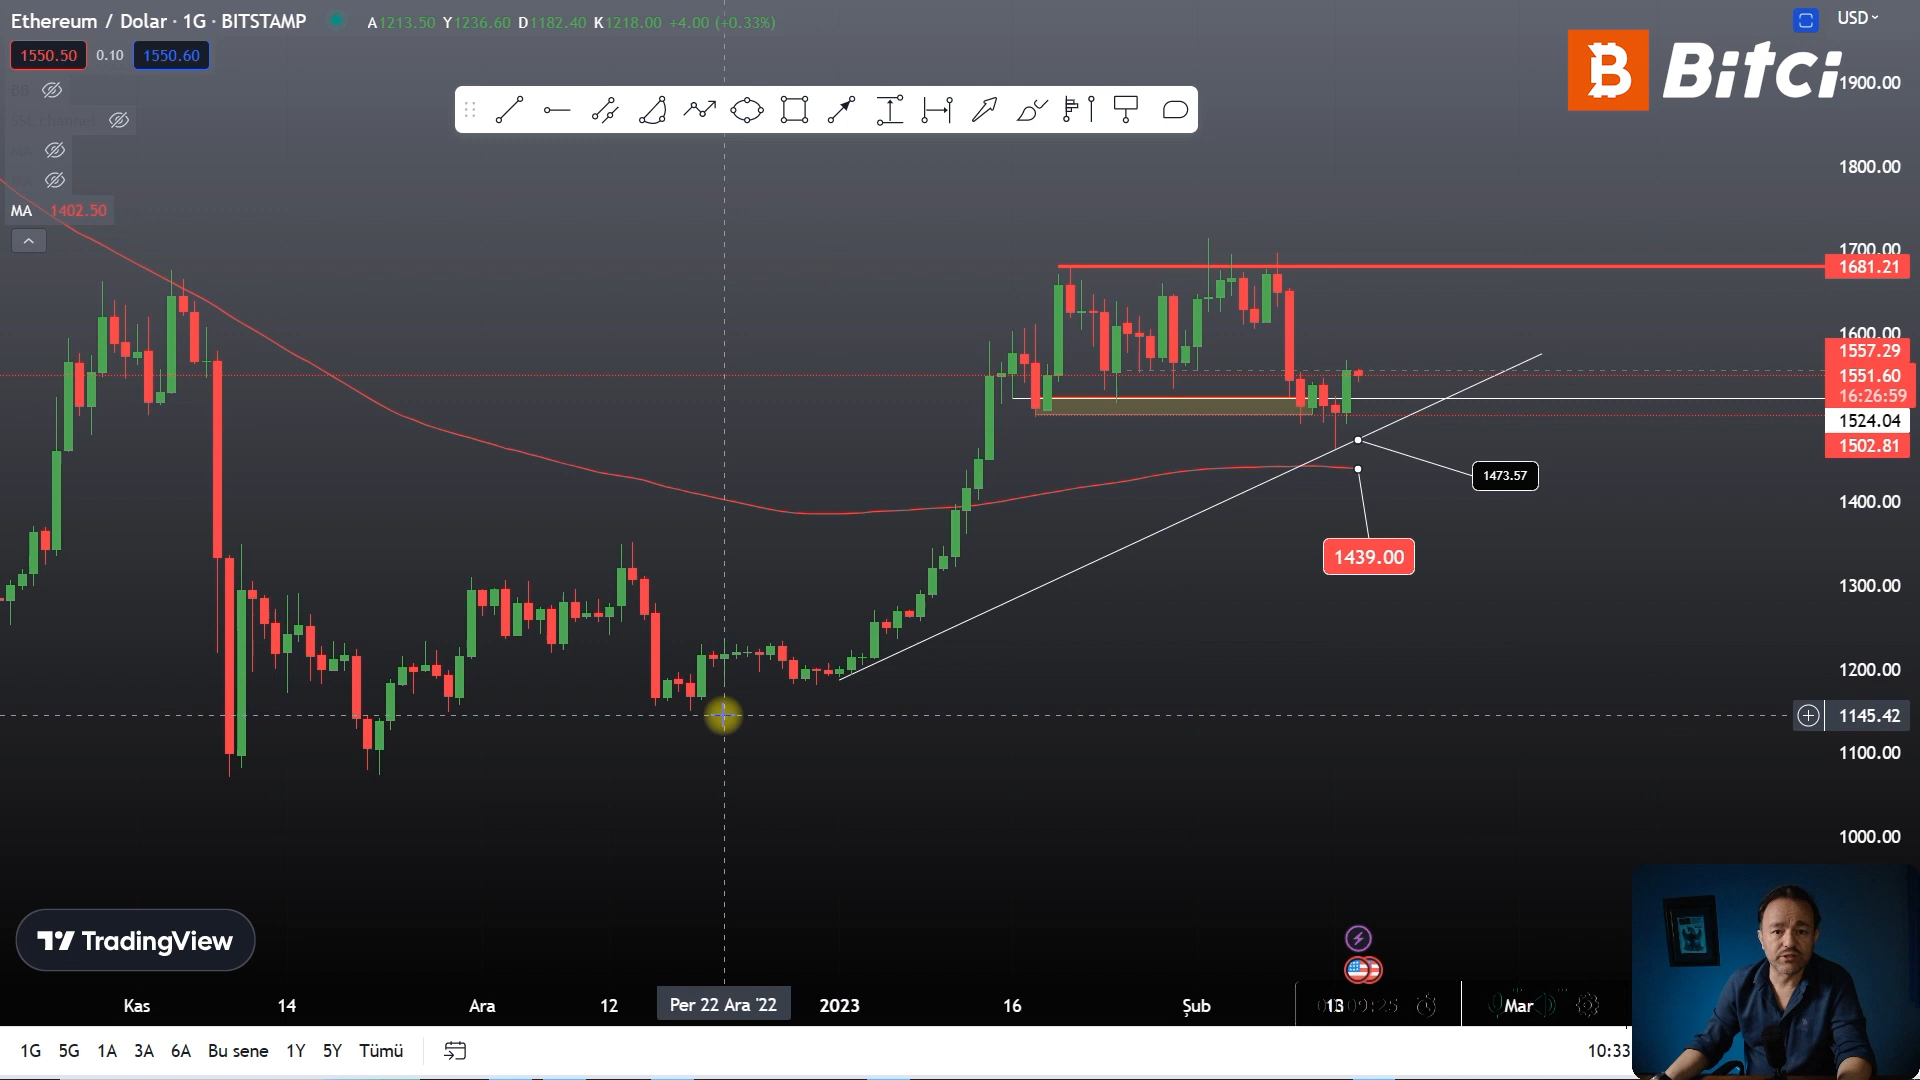 Ethereum / Dolar · 1G · BITSTAMP A1213.50 Y1236.60 D1182.40 K1218.00 +4.00 (+0.33%)
USD
1550.50 0.10 1550.60
Bitci
BB
SSL channel
MA 1402.50
1900.00
1800.00
1700.00
1681.21
1600.00
1557.29
1551.60
16:26:59
1524.04
1502.81
1473.57
1439.00
1400.00
1300.00
1200.00
1145.42
1100.00
1000.00
TradingView
Kas 14 Ara 12 Per 22 Ara '22 2023 16 Şub 13 Mar
1G 5G 1A 3A 6A Bu sene 1Y 5Y Tümü 10:33